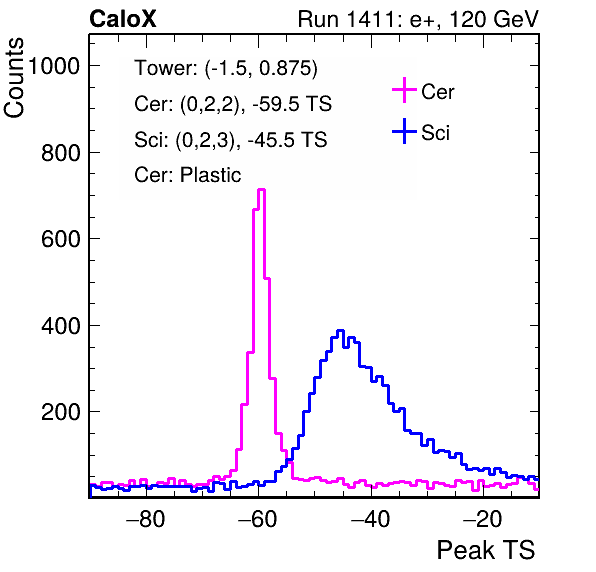 CaloX Run 1411: e+, 120 GeV
Counts
1000
800
600
400
200
Tower: (-1.5, 0.875)
Cer: (0,2,2), -59.5 TS
Sci: (0,2,3), -45.5 TS
Cer: Plastic
Cer
Sci
−80 −60 −40 −20
Peak TS